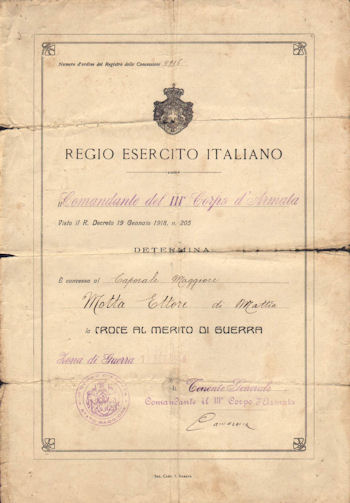 Numero d'ordine del Registro delle Concessioni
REGIO ESERCITO ITALIANO
il Comandante del III° Corpo d'Armata
Visto il R. Decreto 19 Gennaio 1918, n. 205
DETERMINA
È concessa al Caporale Maggiore
Motta Ettore di Mattia
la CROCE AL MERITO DI GUERRA
Zona di Guerra
il Tenente Generale
Comandante il III° Corpo d'Armata